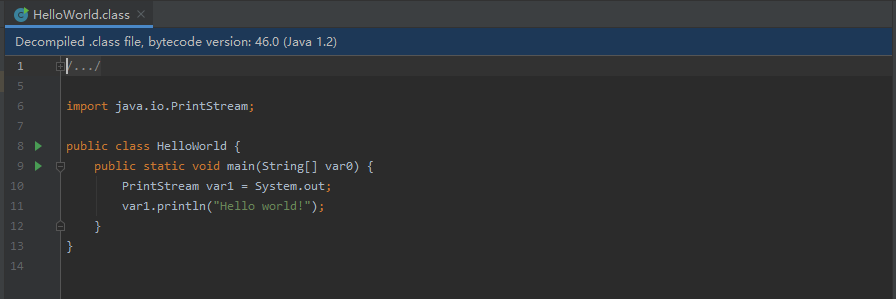 HelloWorld.class
Decompiled .class file, bytecode version: 46.0 (Java 1.2)
1 /.../
5
6 import java.io.PrintStream;
7
8 public class HelloWorld {
9 public static void main(String[] var0) {
10 PrintStream var1 = System.out;
11 var1.println("Hello world!");
12 }
13 }
14